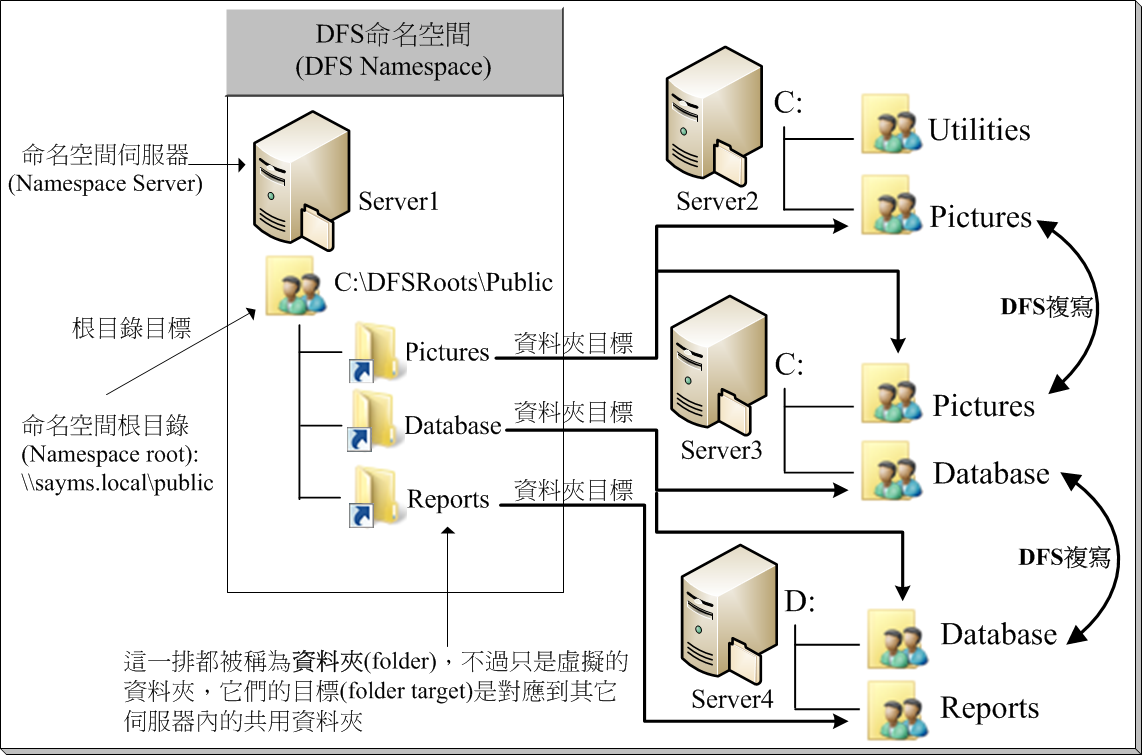 DFS命名空間
(DFS Namespace)
命名空間伺服器
(Namespace Server)
Server1
C:\DFSRoots\Public
根目錄目標
命名空間根目錄
(Namespace root):
\\sayms.local\public
Pictures
資料夾目標
Database
資料夾目標
Reports
資料夾目標
這一排都被稱為資料夾(folder)，不過只是虛擬的
資料夾，它們的目標(folder target)是對應到其它
伺服器內的共用資料夾
Server2
C:
Utilities
Pictures
DFS複寫
Server3
C:
Pictures
Database
DFS複寫
Server4
D:
Database
Reports